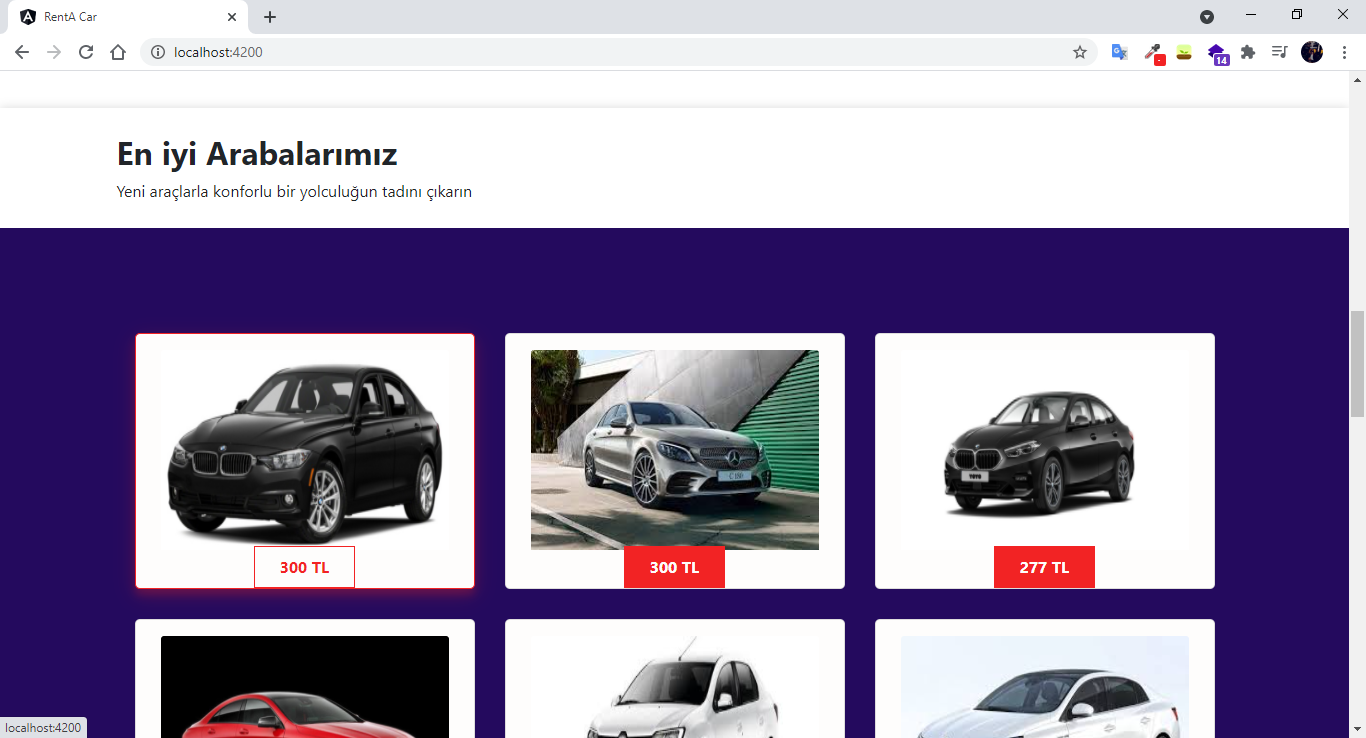 RentA Car
localhost:4200
14
En iyi Arabalarımız
Yeni araçlarla konforlu bir yolculuğun tadını çıkarın
C 180
300 TL
300 TL
277 TL
localhost:4200